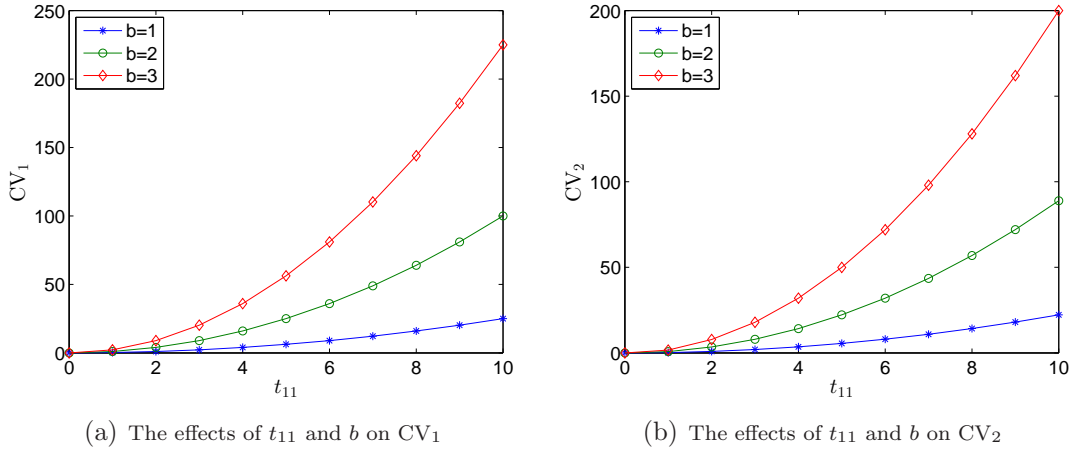 250
200
150
100
50
0
CV₁
b=1
b=2
b=3
0 2 4 6 8 10
t₁₁
(a) The effects of t₁₁ and b on CV₁
200
150
100
50
0
CV₂
b=1
b=2
b=3
0 2 4 6 8 10
t₁₁
(b) The effects of t₁₁ and b on CV₂